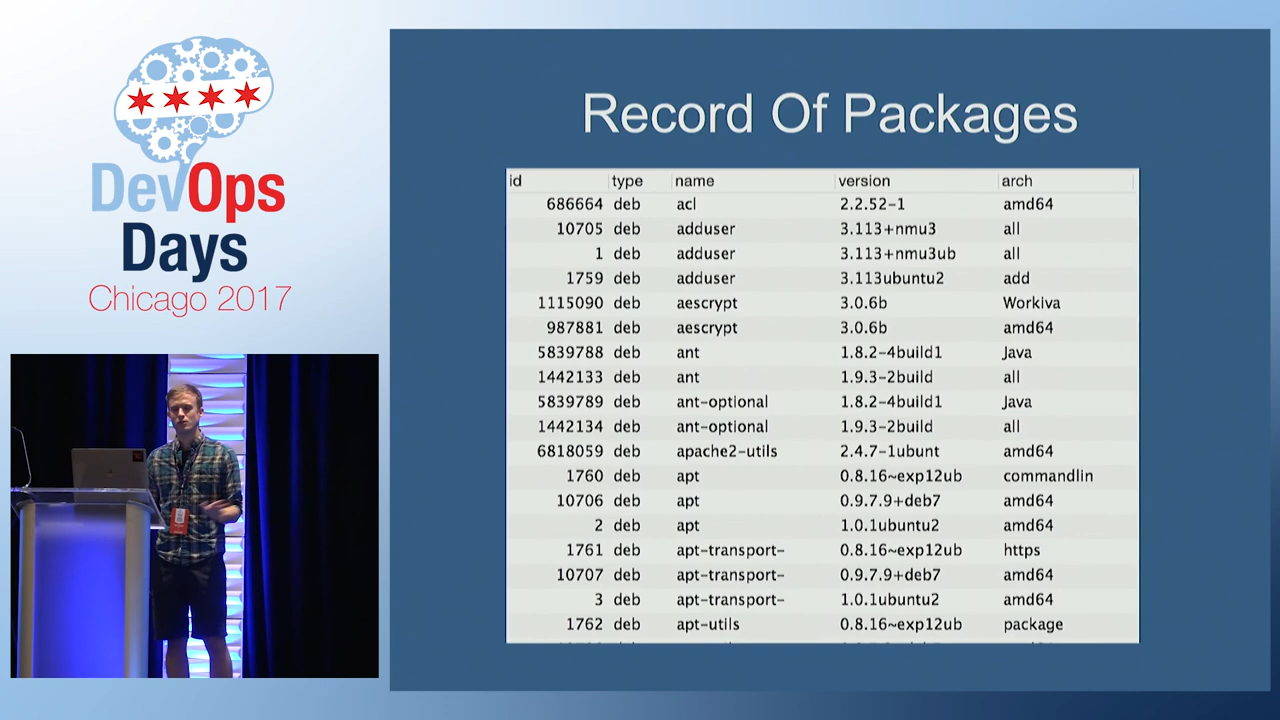 DevOps
Days
Chicago 2017
Record Of Packages
id type name version arch
686664 deb acl 2.2.52-1 amd64
10705 deb adduser 3.113+nmu3 all
1 deb adduser 3.113+nmu3ub all
1759 deb adduser 3.113ubuntu2 add
1115090 deb aescrypt 3.0.6b Workiva
987881 deb aescrypt 3.0.6b amd64
5839788 deb ant 1.8.2-4build1 Java
1442133 deb ant 1.9.3-2build all
5839789 deb ant-optional 1.8.2-4build1 Java
1442134 deb ant-optional 1.9.3-2build all
6818059 deb apache2-utils 2.4.7-1ubunt amd64
1760 deb apt 0.8.16~exp12ub commandlin
10706 deb apt 0.9.7.9+deb7 amd64
2 deb apt 1.0.1ubuntu2 amd64
1761 deb apt-transport- 0.8.16~exp12ub https
10707 deb apt-transport- 0.9.7.9+deb7 amd64
3 deb apt-transport- 1.0.1ubuntu2 amd64
1762 deb apt-utils 0.8.16~exp12ub package